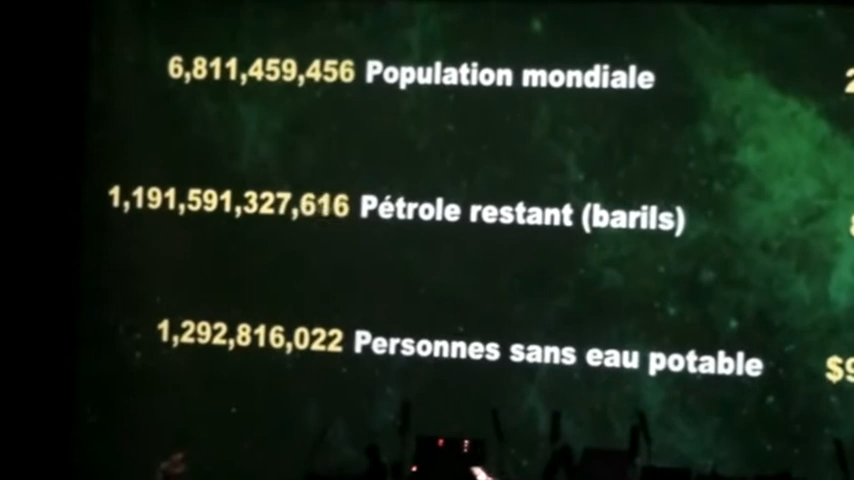 6,811,459,456 Population mondiale
1,191,591,327,616 Pétrole restant (barils)
1,292,816,022 Personnes sans eau potable
$9